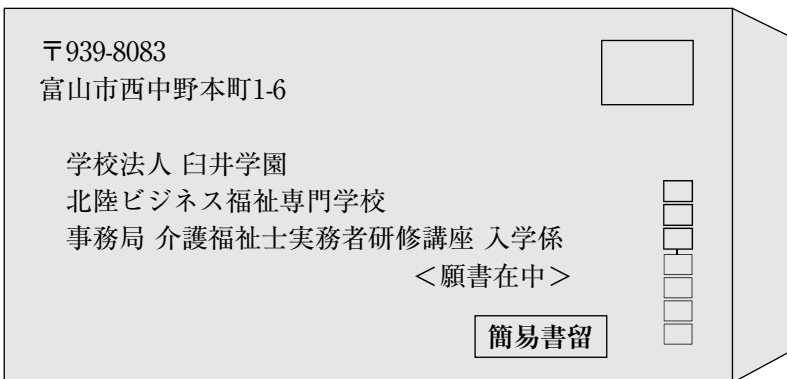 〒939-8083
富山市西中野本町1-6
学校法人 臼井学園
北陸ビジネス福祉専門学校
事務局 介護福祉士実務者研修講座 入学係
＜願書在中＞
簡易書留